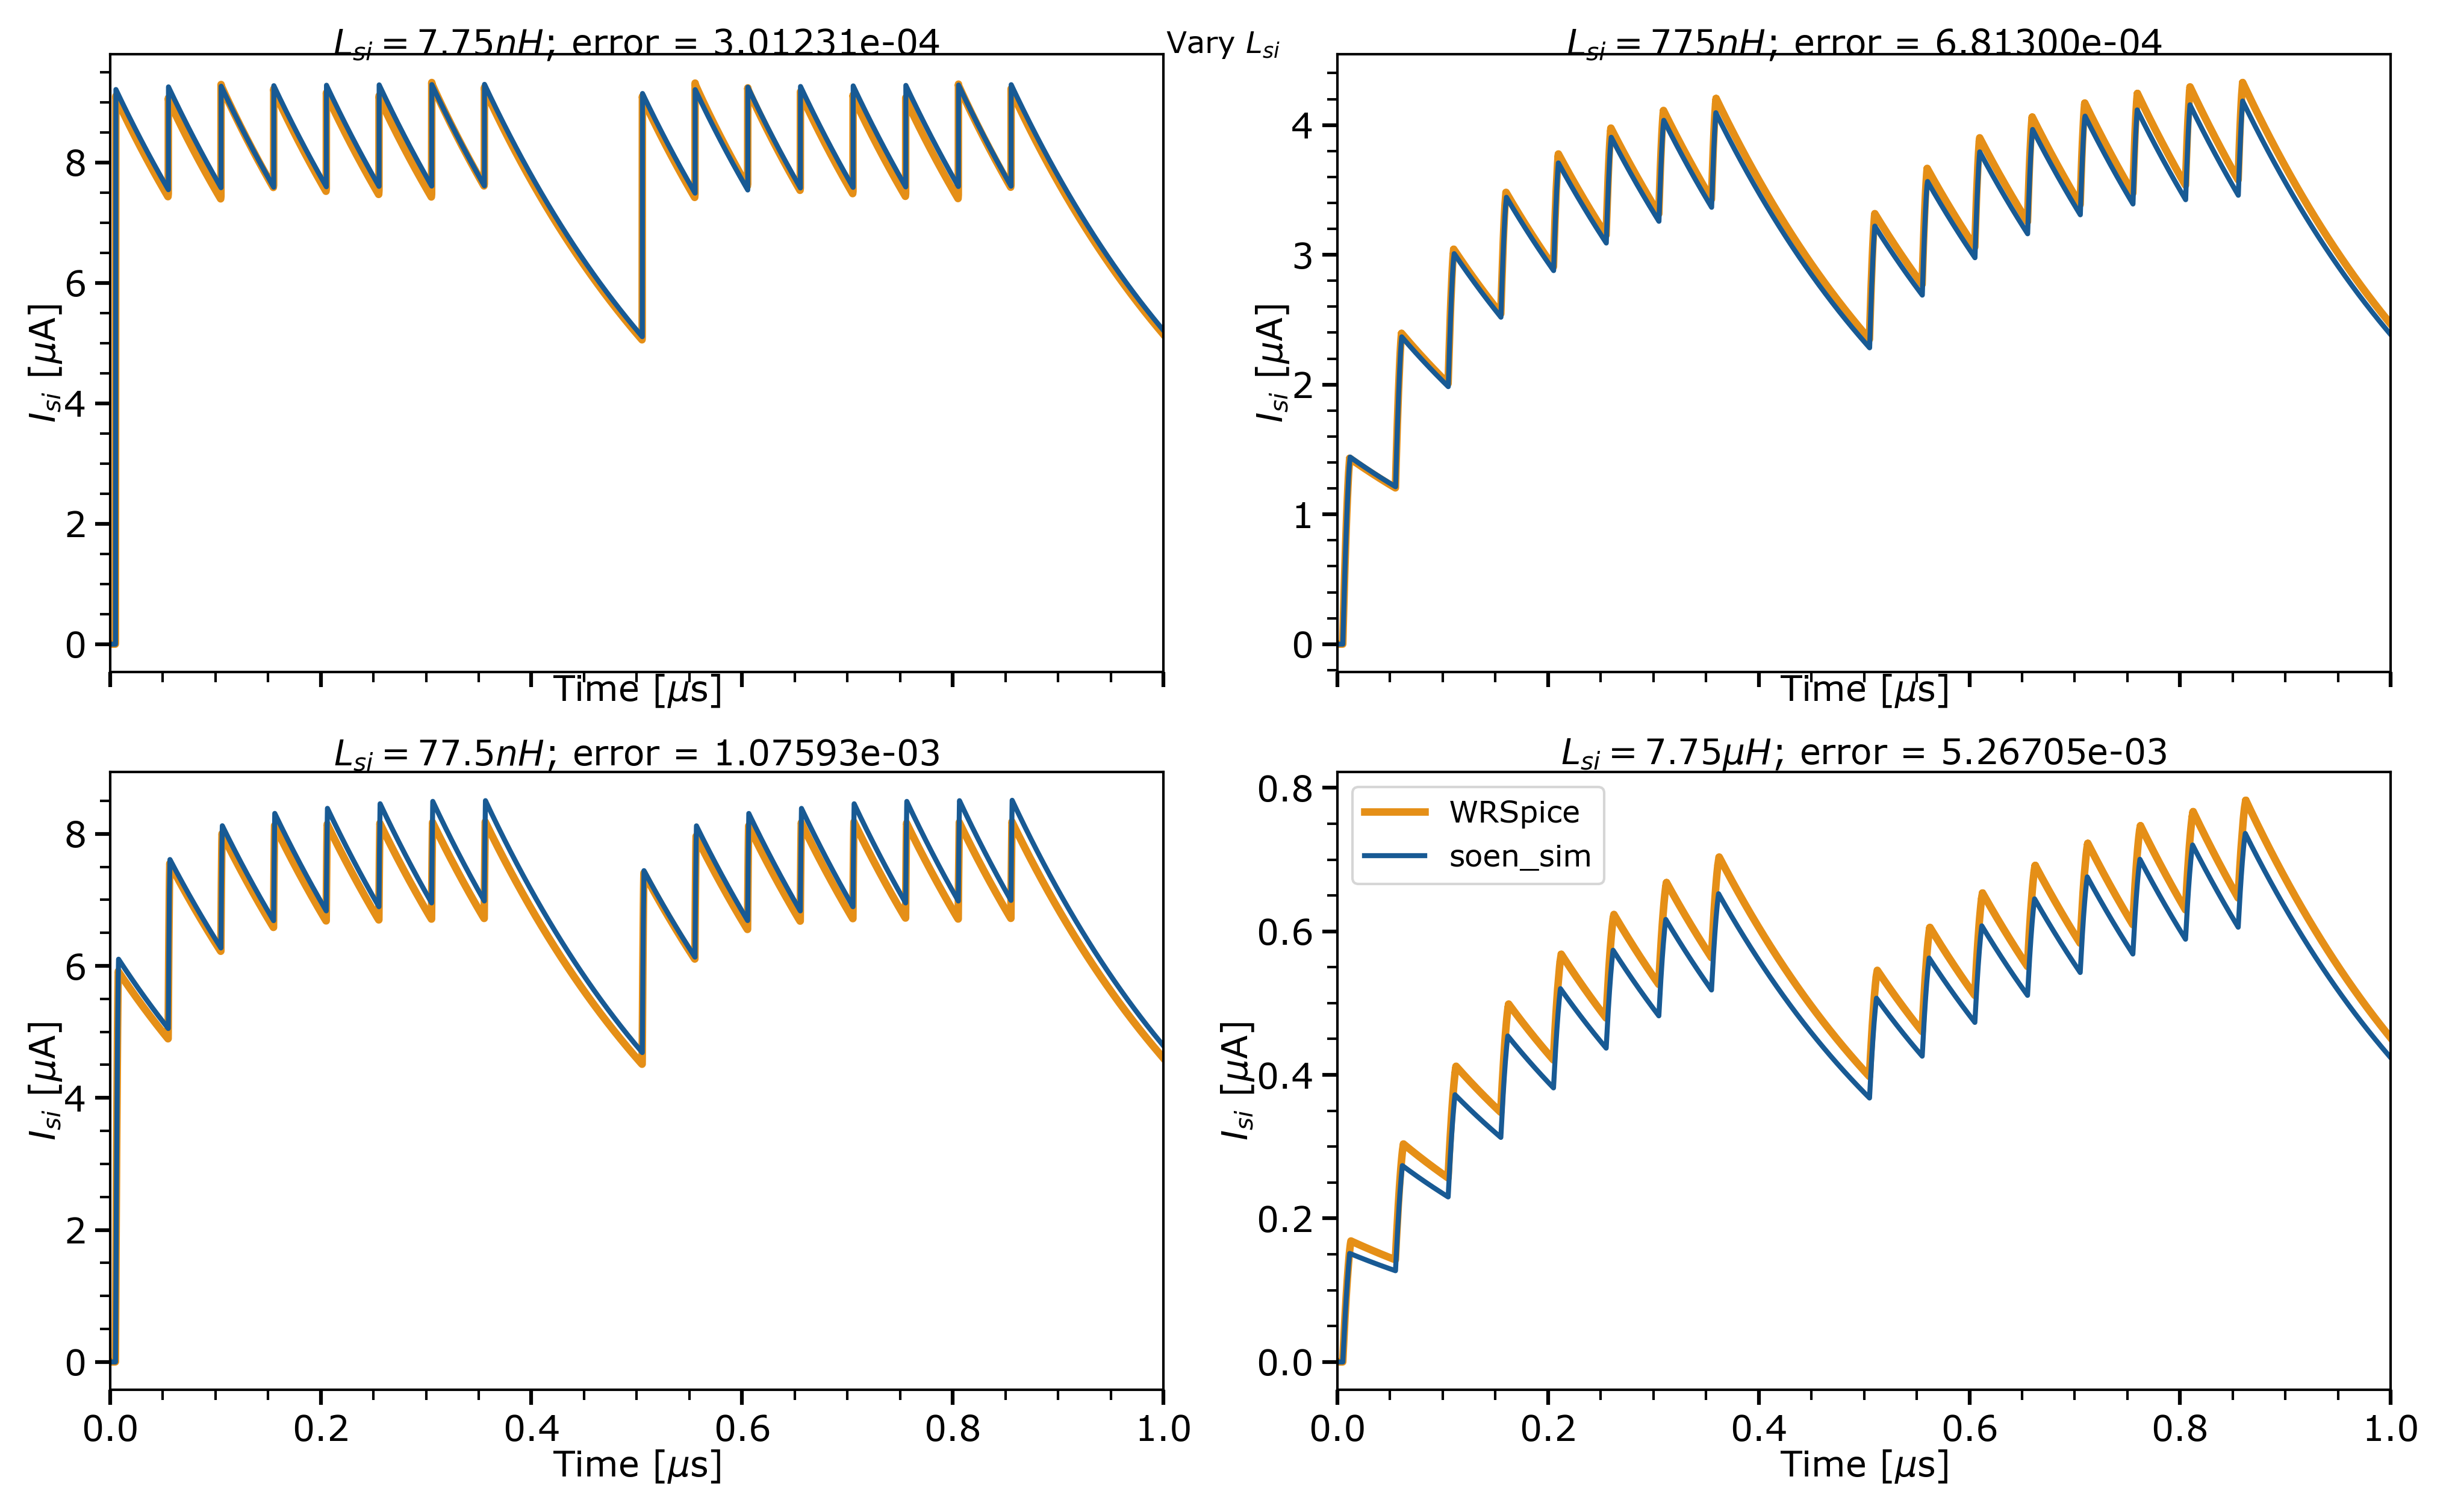 Vary L_si
L_si = 7.75nH; error = 3.01231e-04
8
6
4
2
0
I_si [μA]
Time [μs]
L_si = 775nH; error = 6.81300e-04
4
3
2
1
0
I_si [μA]
Time [μs]
L_si = 77.5nH; error = 1.07593e-03
8
6
4
2
0
I_si [μA]
0.0 0.2 0.4 0.6 0.8 1.0
Time [μs]
L_si = 7.75μH; error = 5.26705e-03
WRSpice
soen_sim
0.8
0.6
0.4
0.2
0.0
I_si [μA]
0.0 0.2 0.4 0.6 0.8 1.0
Time [μs]